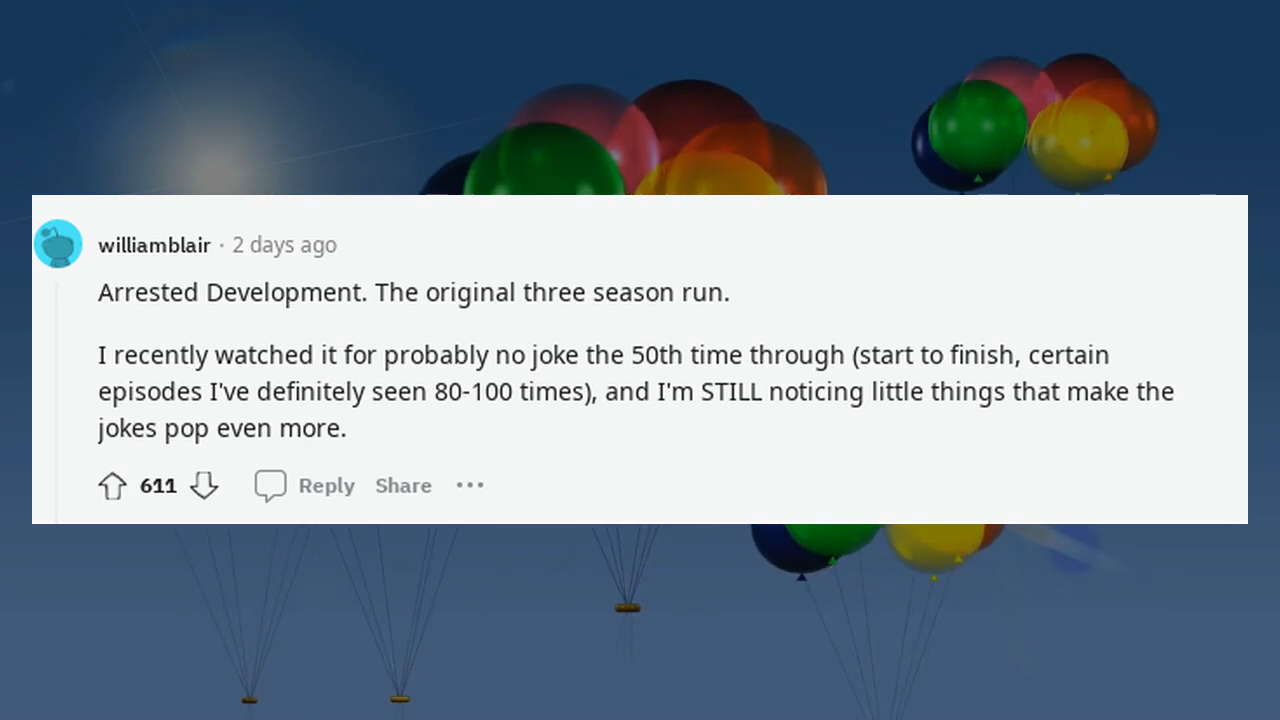 williamblair · 2 days ago
Arrested Development. The original three season run.
I recently watched it for probably no joke the 50th time through (start to finish, certain
episodes I've definitely seen 80-100 times), and I'm STILL noticing little things that make the
jokes pop even more.
611 Reply Share •••